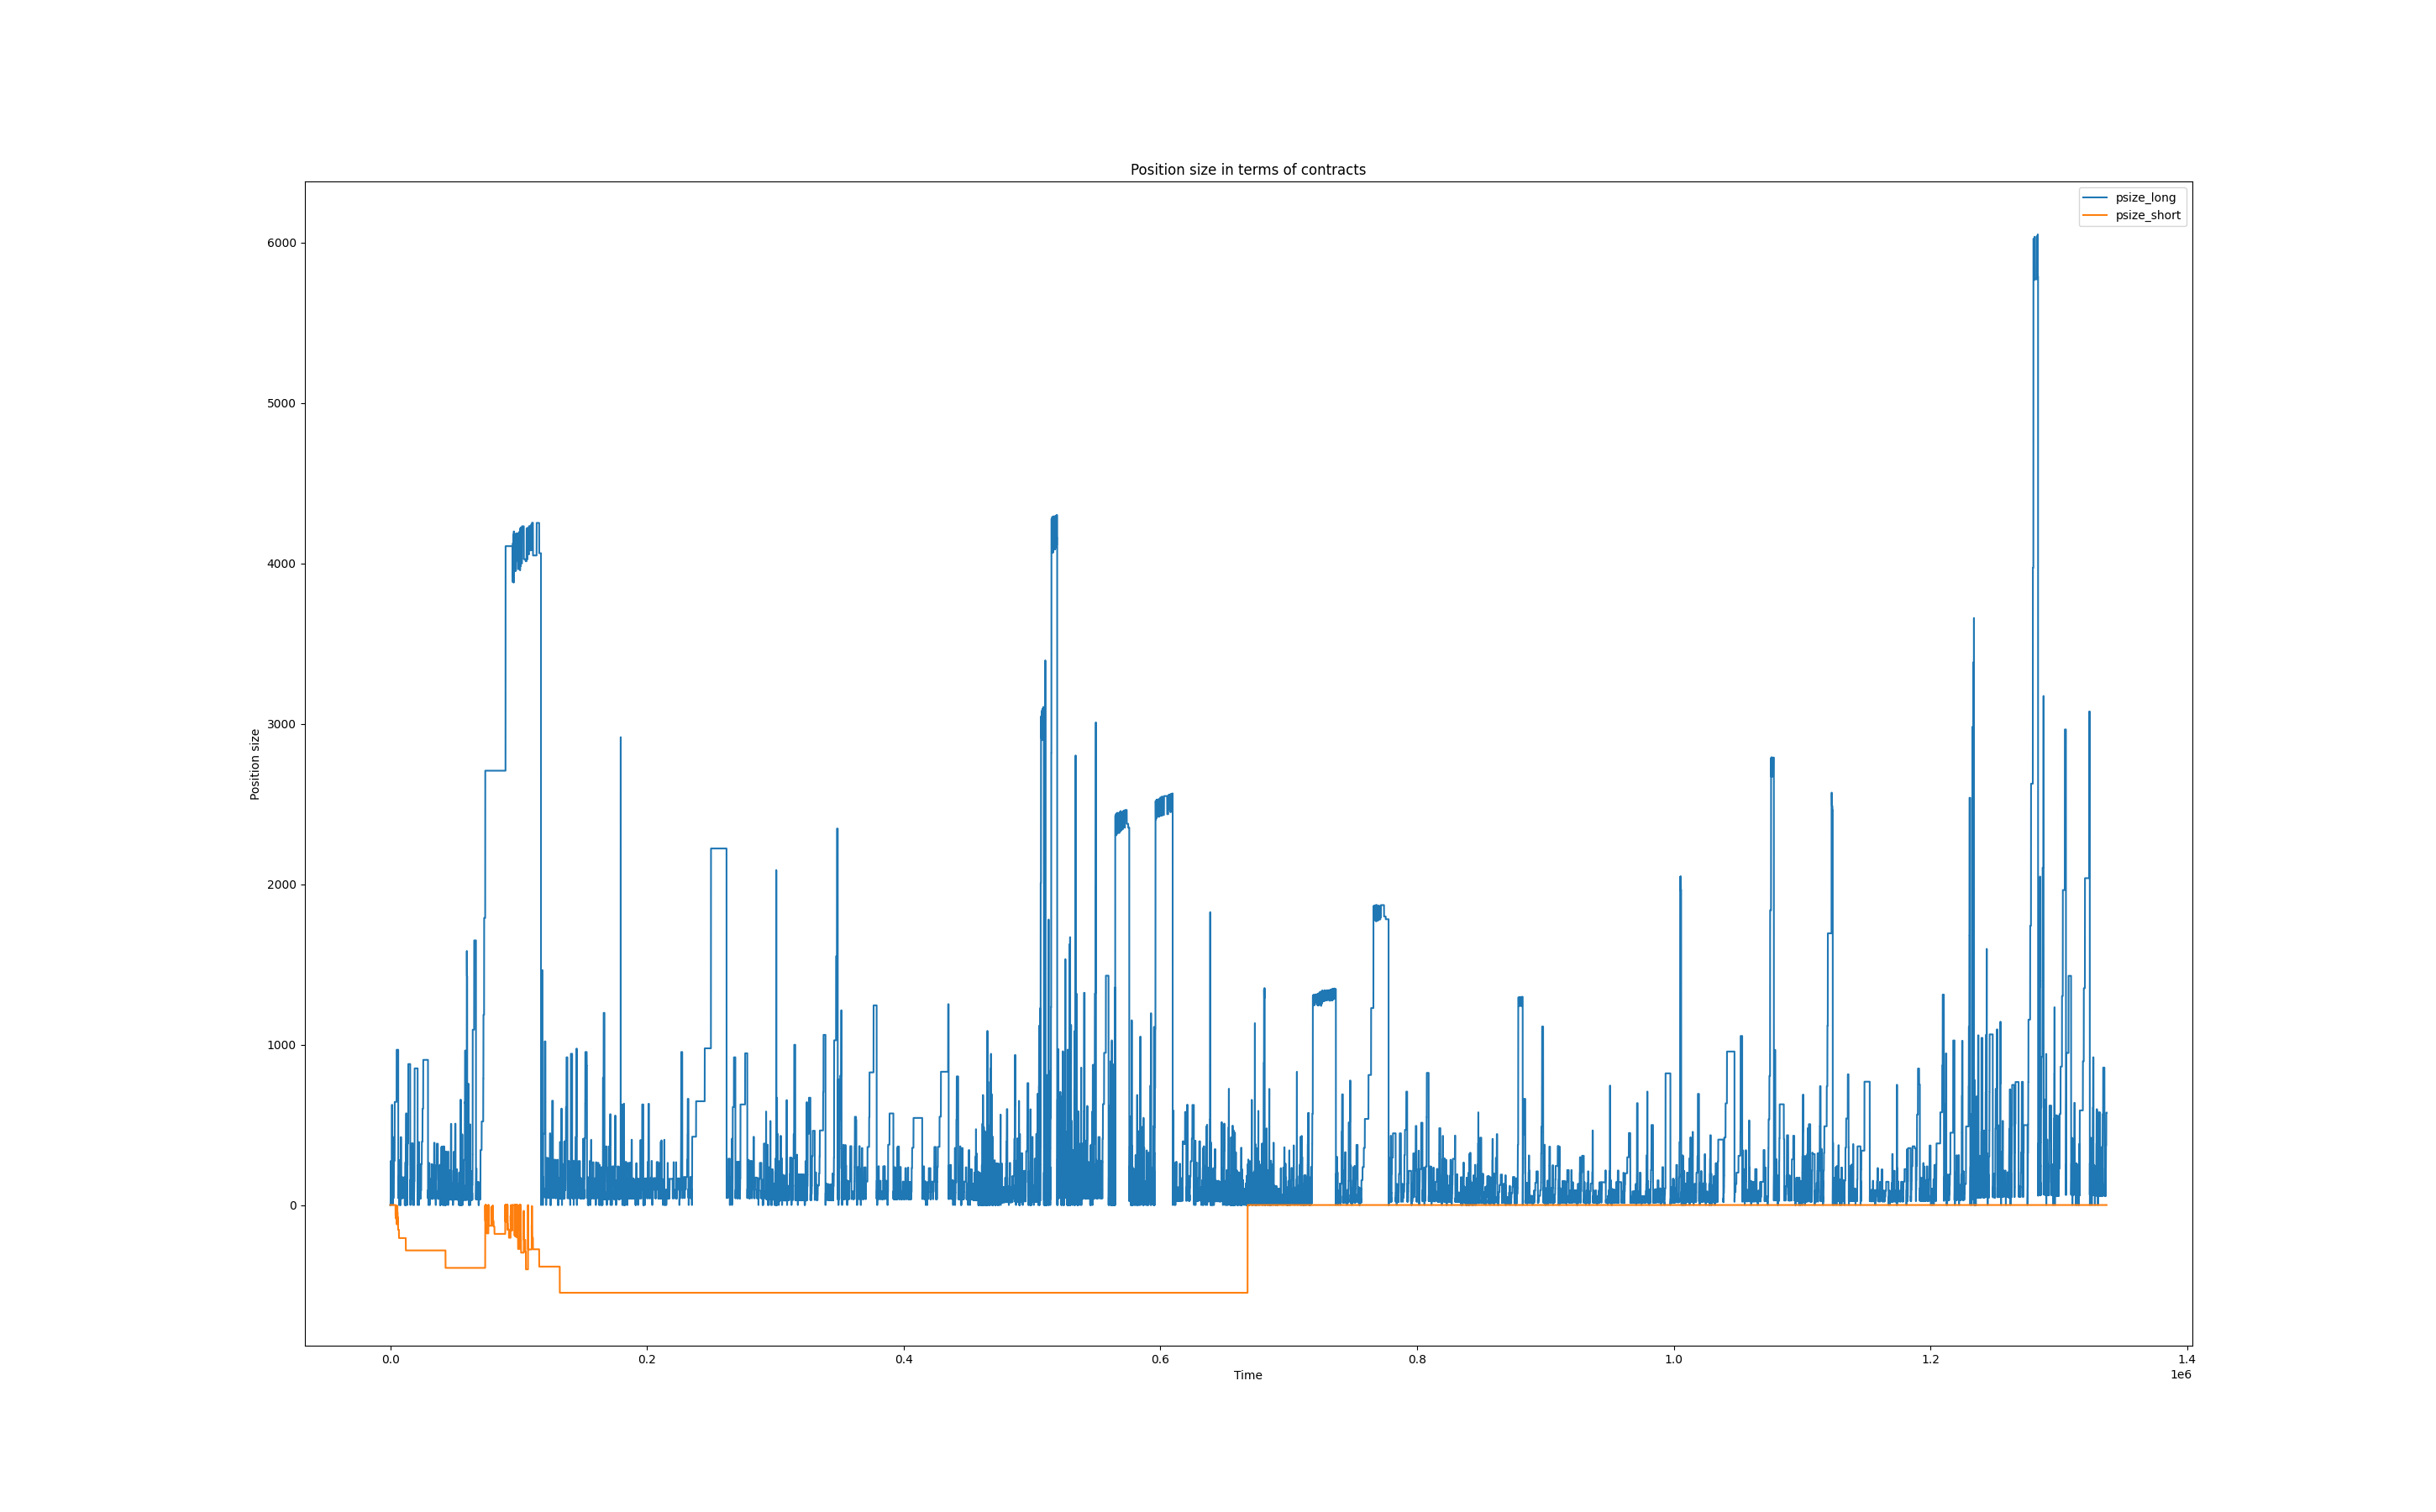 Position size in terms of contracts
psize_long
psize_short
6000
5000
4000
3000
2000
1000
0
Position size
0.0 0.2 0.4 0.6 0.8 1.0 1.2 1.4
Time
1e6